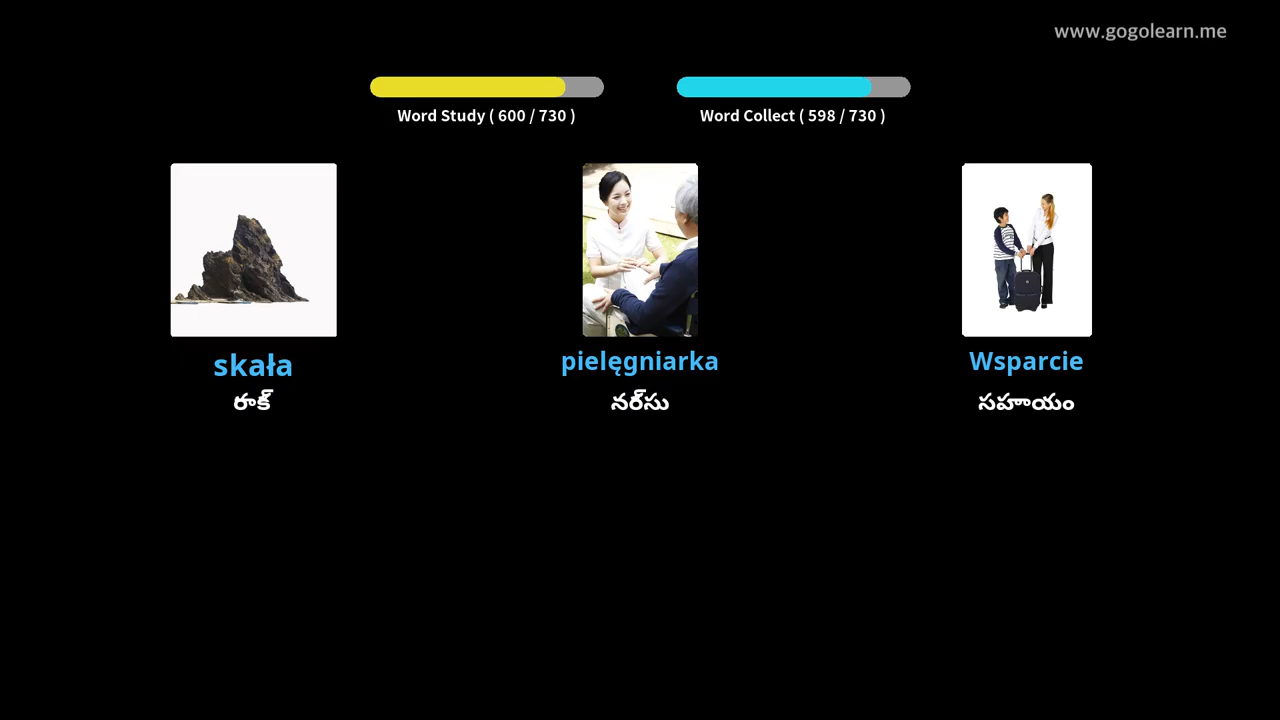 www.gogolearn.me
Word Study ( 600 / 730 )
Word Collect ( 598 / 730 )
skała
pielęgniarka
Wsparcie
రాక్
నర్సు
సహాయం